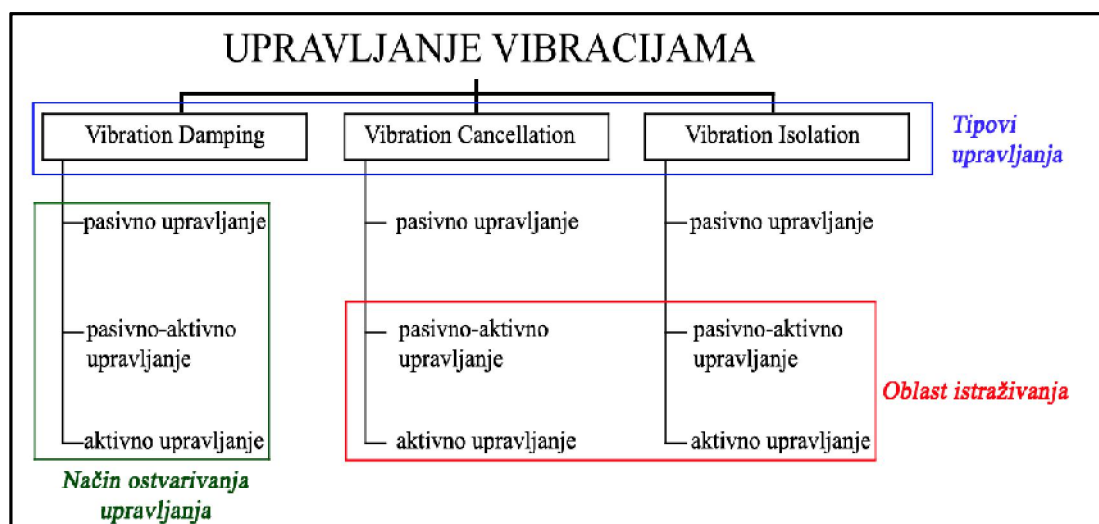 UPRAVLJANJE VIBRACIJAMA
Vibration Damping
Vibration Cancellation
Vibration Isolation
Tipovi
upravljanja
pasivno upravljanje
pasivno upravljanje
pasivno upravljanje
pasivno-aktivno
upravljanje
pasivno-aktivno
upravljanje
pasivno-aktivno
upravljanje
Oblast istraživanja
aktivno upravljanje
aktivno upravljanje
aktivno upravljanje
Način ostvarivanja
upravljanja